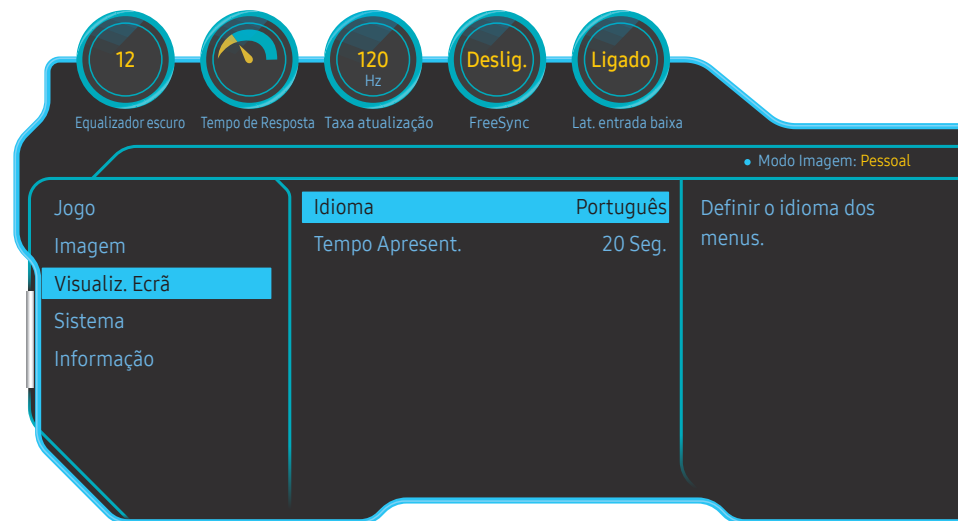 12
120
Hz
Deslig.
Ligado
Equalizador escuro
Tempo de Resposta
Taxa atualização
FreeSync
Lat. entrada baixa
• Modo Imagem: Pessoal
Jogo
Imagem
Visualiz. Ecrã
Sistema
Informação
Idioma Português
Tempo Apresent. 20 Seg.
Definir o idioma dos
menus.